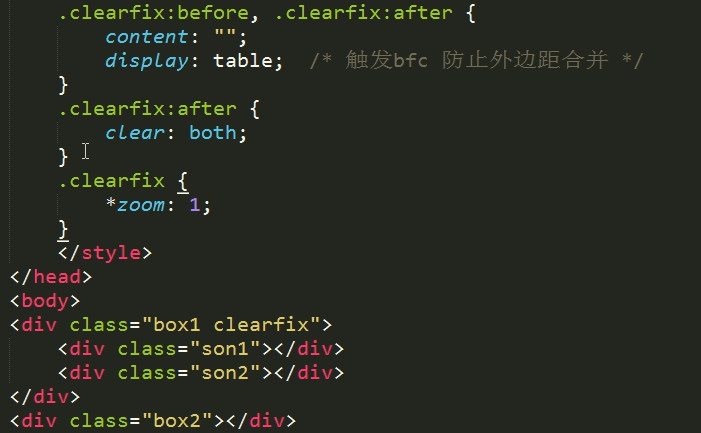 .clearfix:before, .clearfix:after {
content: "";
display: table; /* 触发bfc 防止外边距合并 */
}
.clearfix:after {
clear: both;
}
.clearfix {
*zoom: 1;
}
</style>
</head>
<body>
<div class="box1 clearfix">
<div class="son1"></div>
<div class="son2"></div>
</div>
<div class="box2"></div>